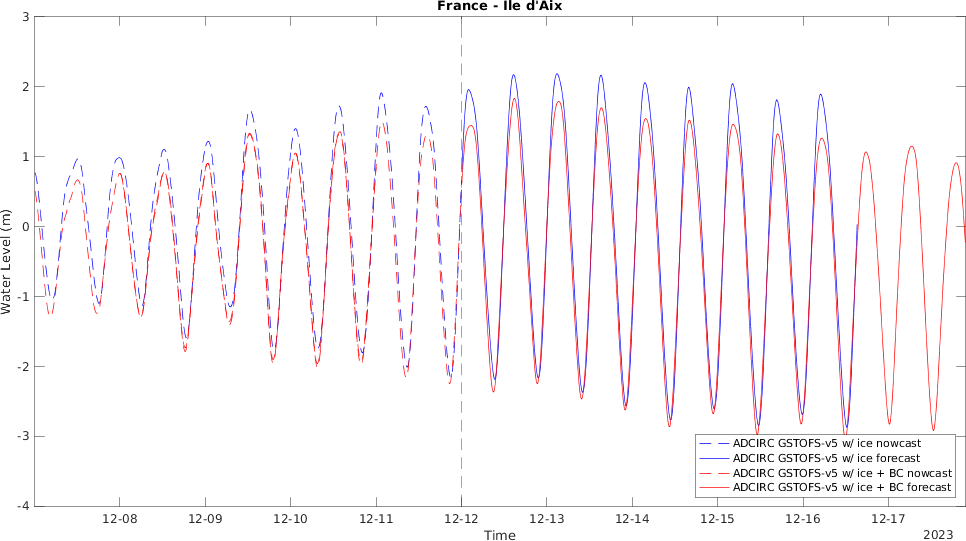 France - Ile d'Aix
3
2
1
0
-1
-2
-3
-4
Water Level (m)
12-08
12-09
12-10
12-11
12-12
12-13
12-14
12-15
12-16
12-17
Time
2023
ADCIRC GSTOFS-v5 w/ ice nowcast
ADCIRC GSTOFS-v5 w/ ice forecast
ADCIRC GSTOFS-v5 w/ ice + BC nowcast
ADCIRC GSTOFS-v5 w/ ice + BC forecast